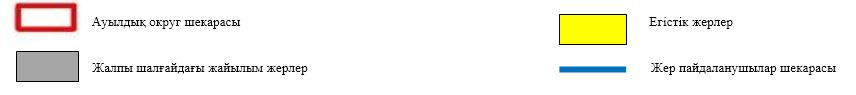 Ауылдық округ шекарасы
Егістік жерлер
Жалпы шалғайдағы жайылым жерлер
Жер пайдаланушылар шекарасы